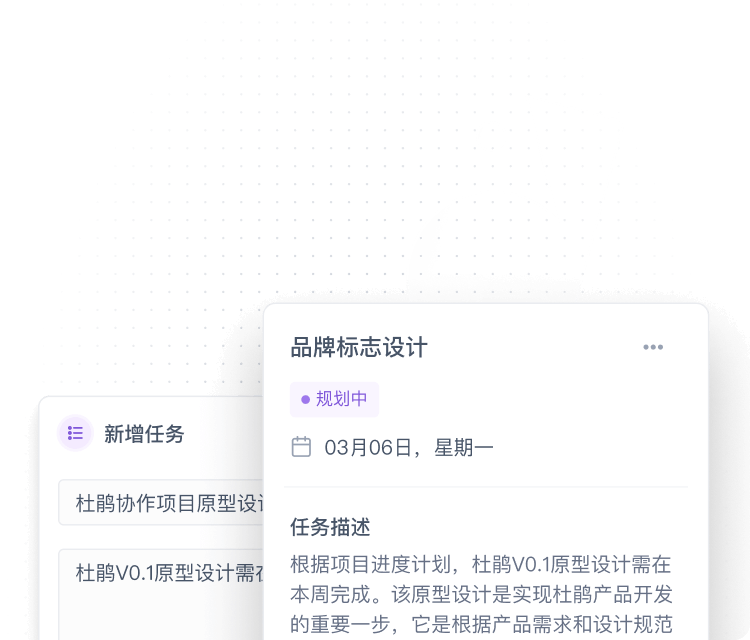 品牌标志设计
规划中
03月06日，星期一
任务描述
根据项目进度计划，杜鹃V0.1原型设计需在
本周完成。该原型设计是实现杜鹃产品开发
的重要一步，它是根据产品需求和设计规范
新增任务
杜鹃协作项目原型设
杜鹃V0.1原型设计需